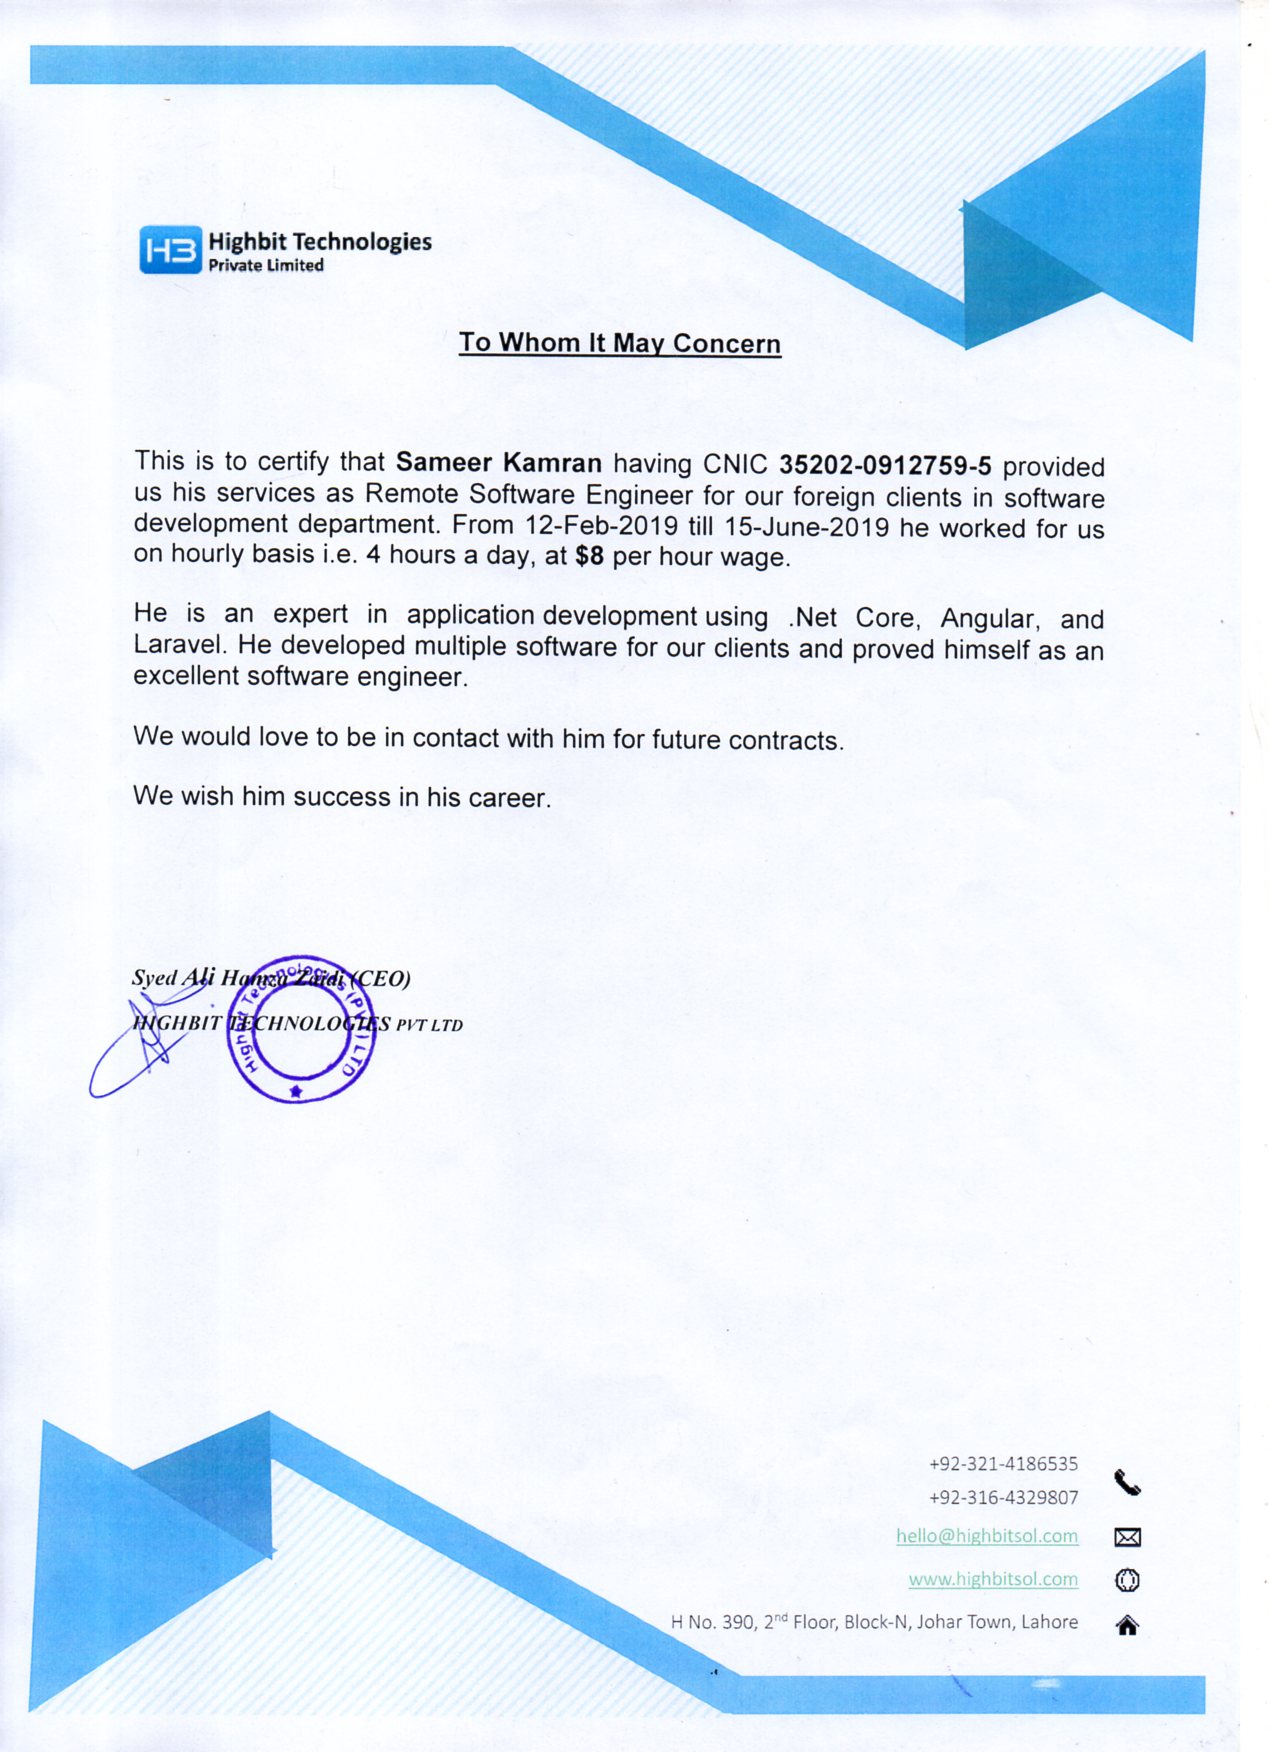 H3 Highbit Technologies
Private Limited
To Whom It May Concern
This is to certify that Sameer Kamran having CNIC 35202-0912759-5 provided
us his services as Remote Software Engineer for our foreign clients in software
development department. From 12-Feb-2019 till 15-June-2019 he worked for us
on hourly basis i.e. 4 hours a day, at $8 per hour wage.
He is an expert in application development using .Net Core, Angular, and
Laravel. He developed multiple software for our clients and proved himself as an
excellent software engineer.
We would love to be in contact with him for future contracts.
We wish him success in his career.
Syed Ali Hamza Zaidi (CEO)
HIGHBIT TECHNOLOGIES PVT LTD
Highbit Technologies (PVT) LTD
+92-321-4186535
+92-316-4329807
hello@highbitsol.com
www.highbitsol.com
H No. 390, 2nd Floor, Block-N, Johar Town, Lahore